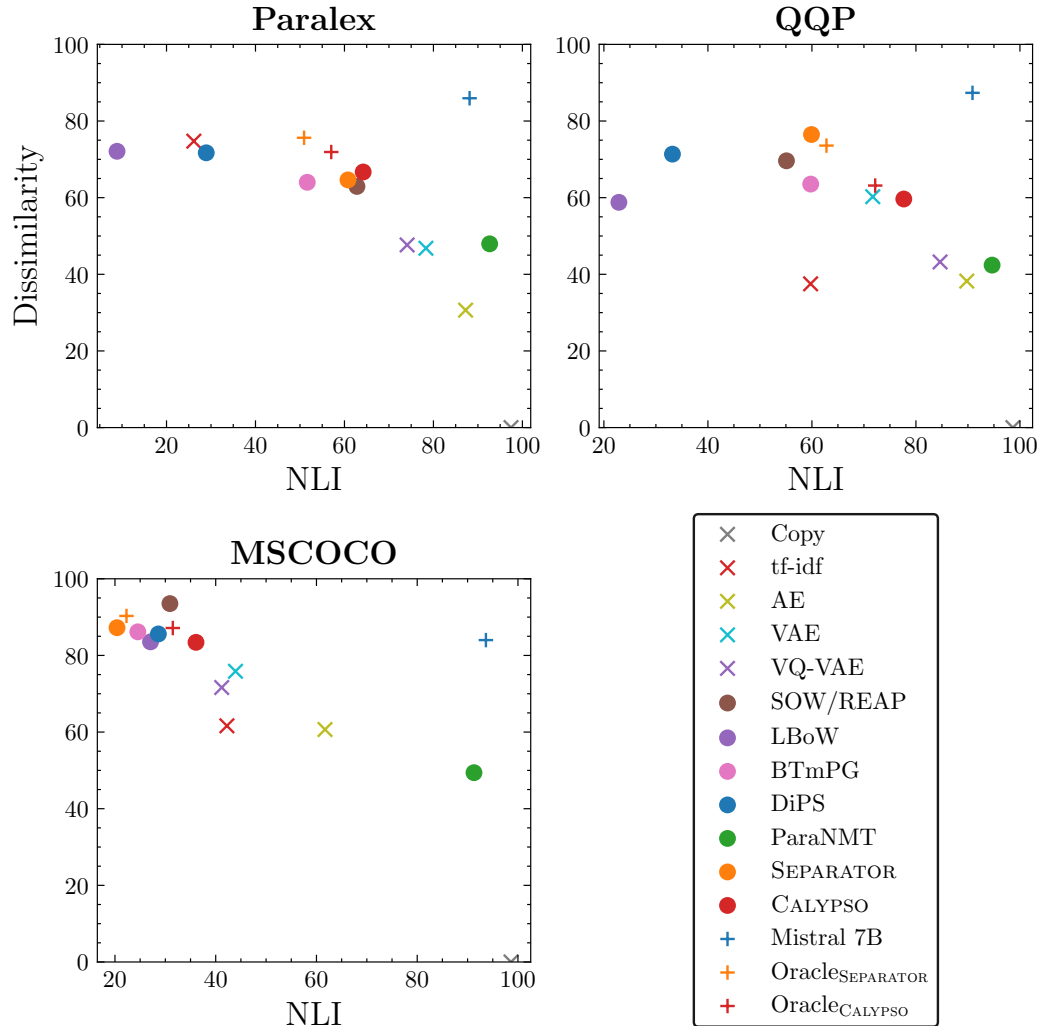 Paralex
100
80
60
40
20
0
Dissimilarity
20 40 60 80 100
NLI
QQP
100
80
60
40
20
0
20 40 60 80 100
NLI
MSCOCO
100
80
60
40
20
0
20 40 60 80 100
NLI
Copy
tf-idf
AE
VAE
VQ-VAE
SOW/REAP
LBoW
BTmPG
DiPS
ParaNMT
SEPARATOR
CALYPSO
Mistral 7B
OracleSEPARATOR
OracleCALYPSO